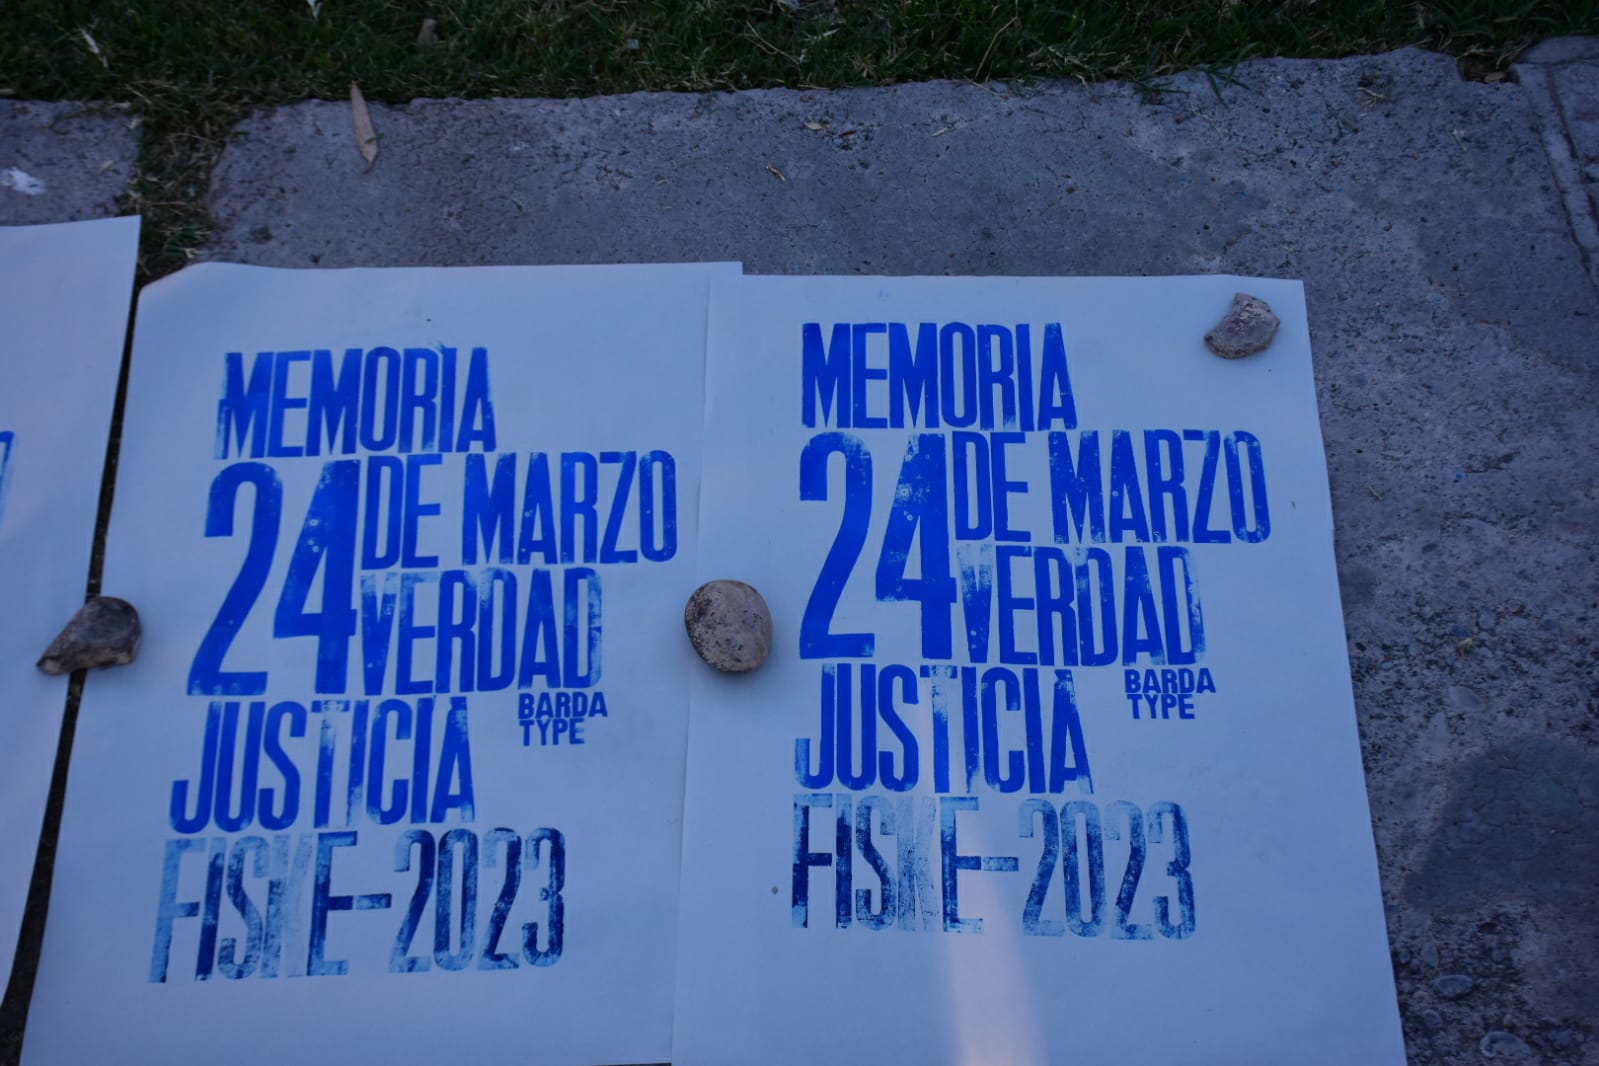 MEMORIA
24 DE MARZO
VERDAD
JUSTICIA
BARDA
TYPE
FISKE-2023
MEMORIA
24 DE MARZO
VERDAD
JUSTICIA
BARDA
TYPE
FISKE-2023